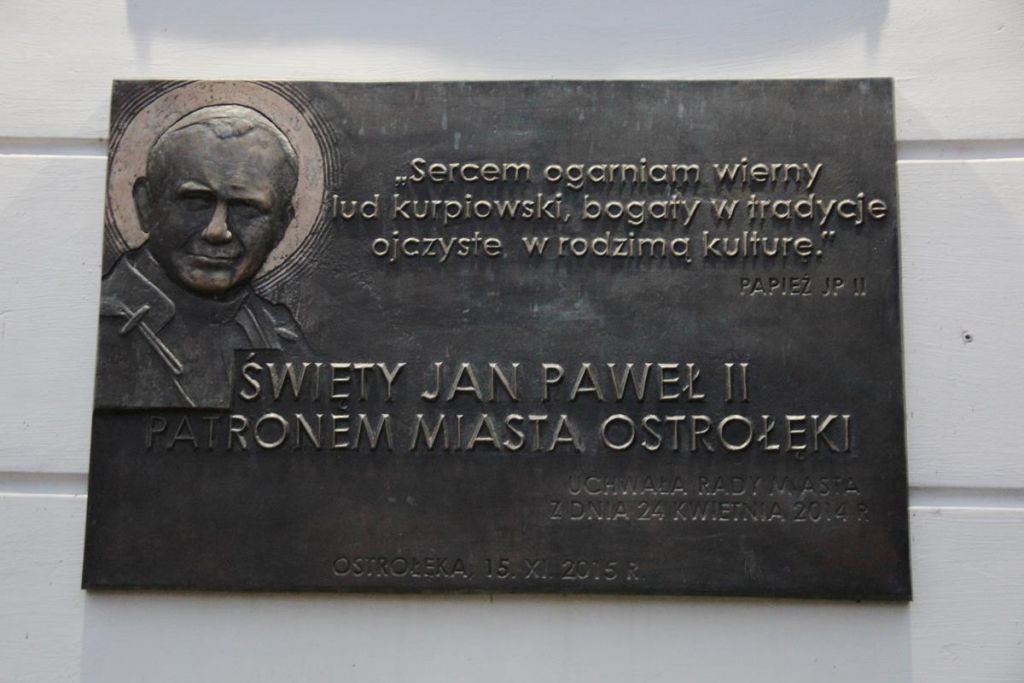 „Sercem ogarniam wierny
lud kurpiowski, bogaty w tradycje
ojczyste w rodzimą kulturę.”
PAPIEŻ JP II
ŚWIĘTY JAN PAWEŁ II
PATRONEM MIASTA OSTROŁĘKI
UCHWAŁA RADY MIASTA
Z DNIA 24 KWIETNIA 2014 R
OSTROŁĘKA, 15. XI. 2015 R.